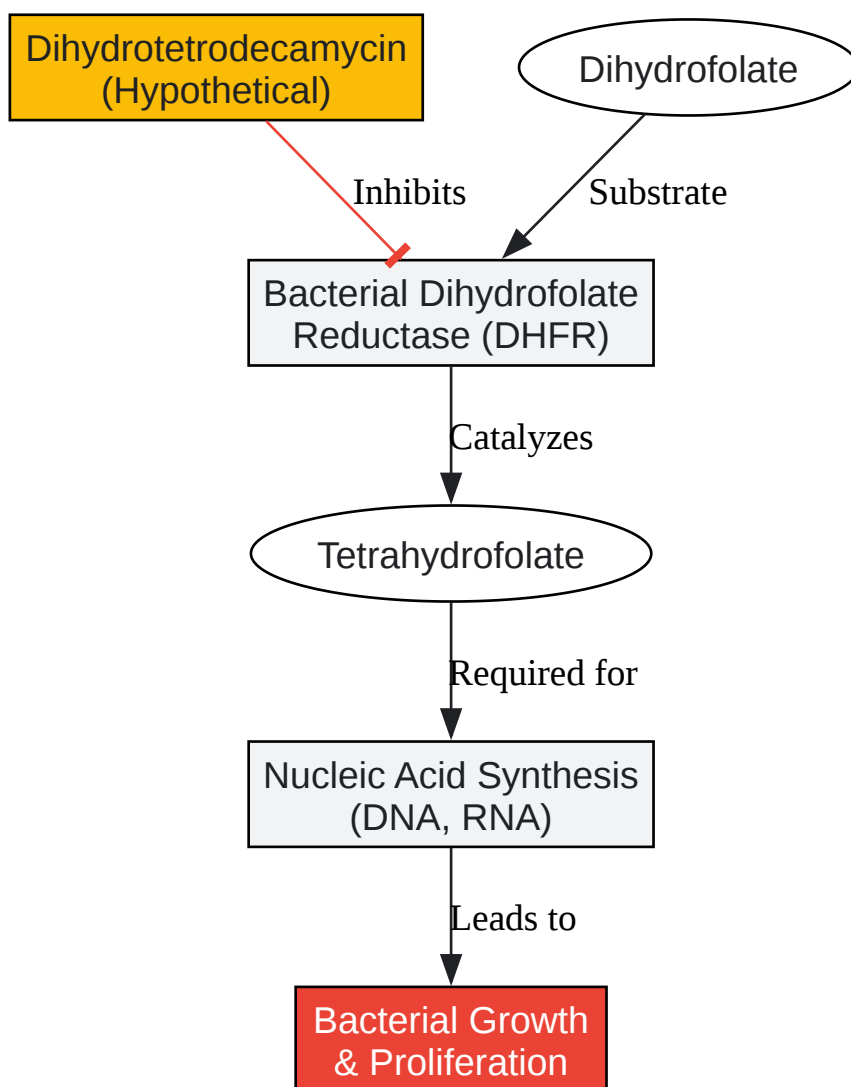 Dihydrotetrodecamycin
(Hypothetical)
Dihydrofolate
Inhibits
Substrate
Bacterial Dihydrofolate
Reductase (DHFR)
Catalyzes
Tetrahydrofolate
Required for
Nucleic Acid Synthesis
(DNA, RNA)
Leads to
Bacterial Growth
& Proliferation